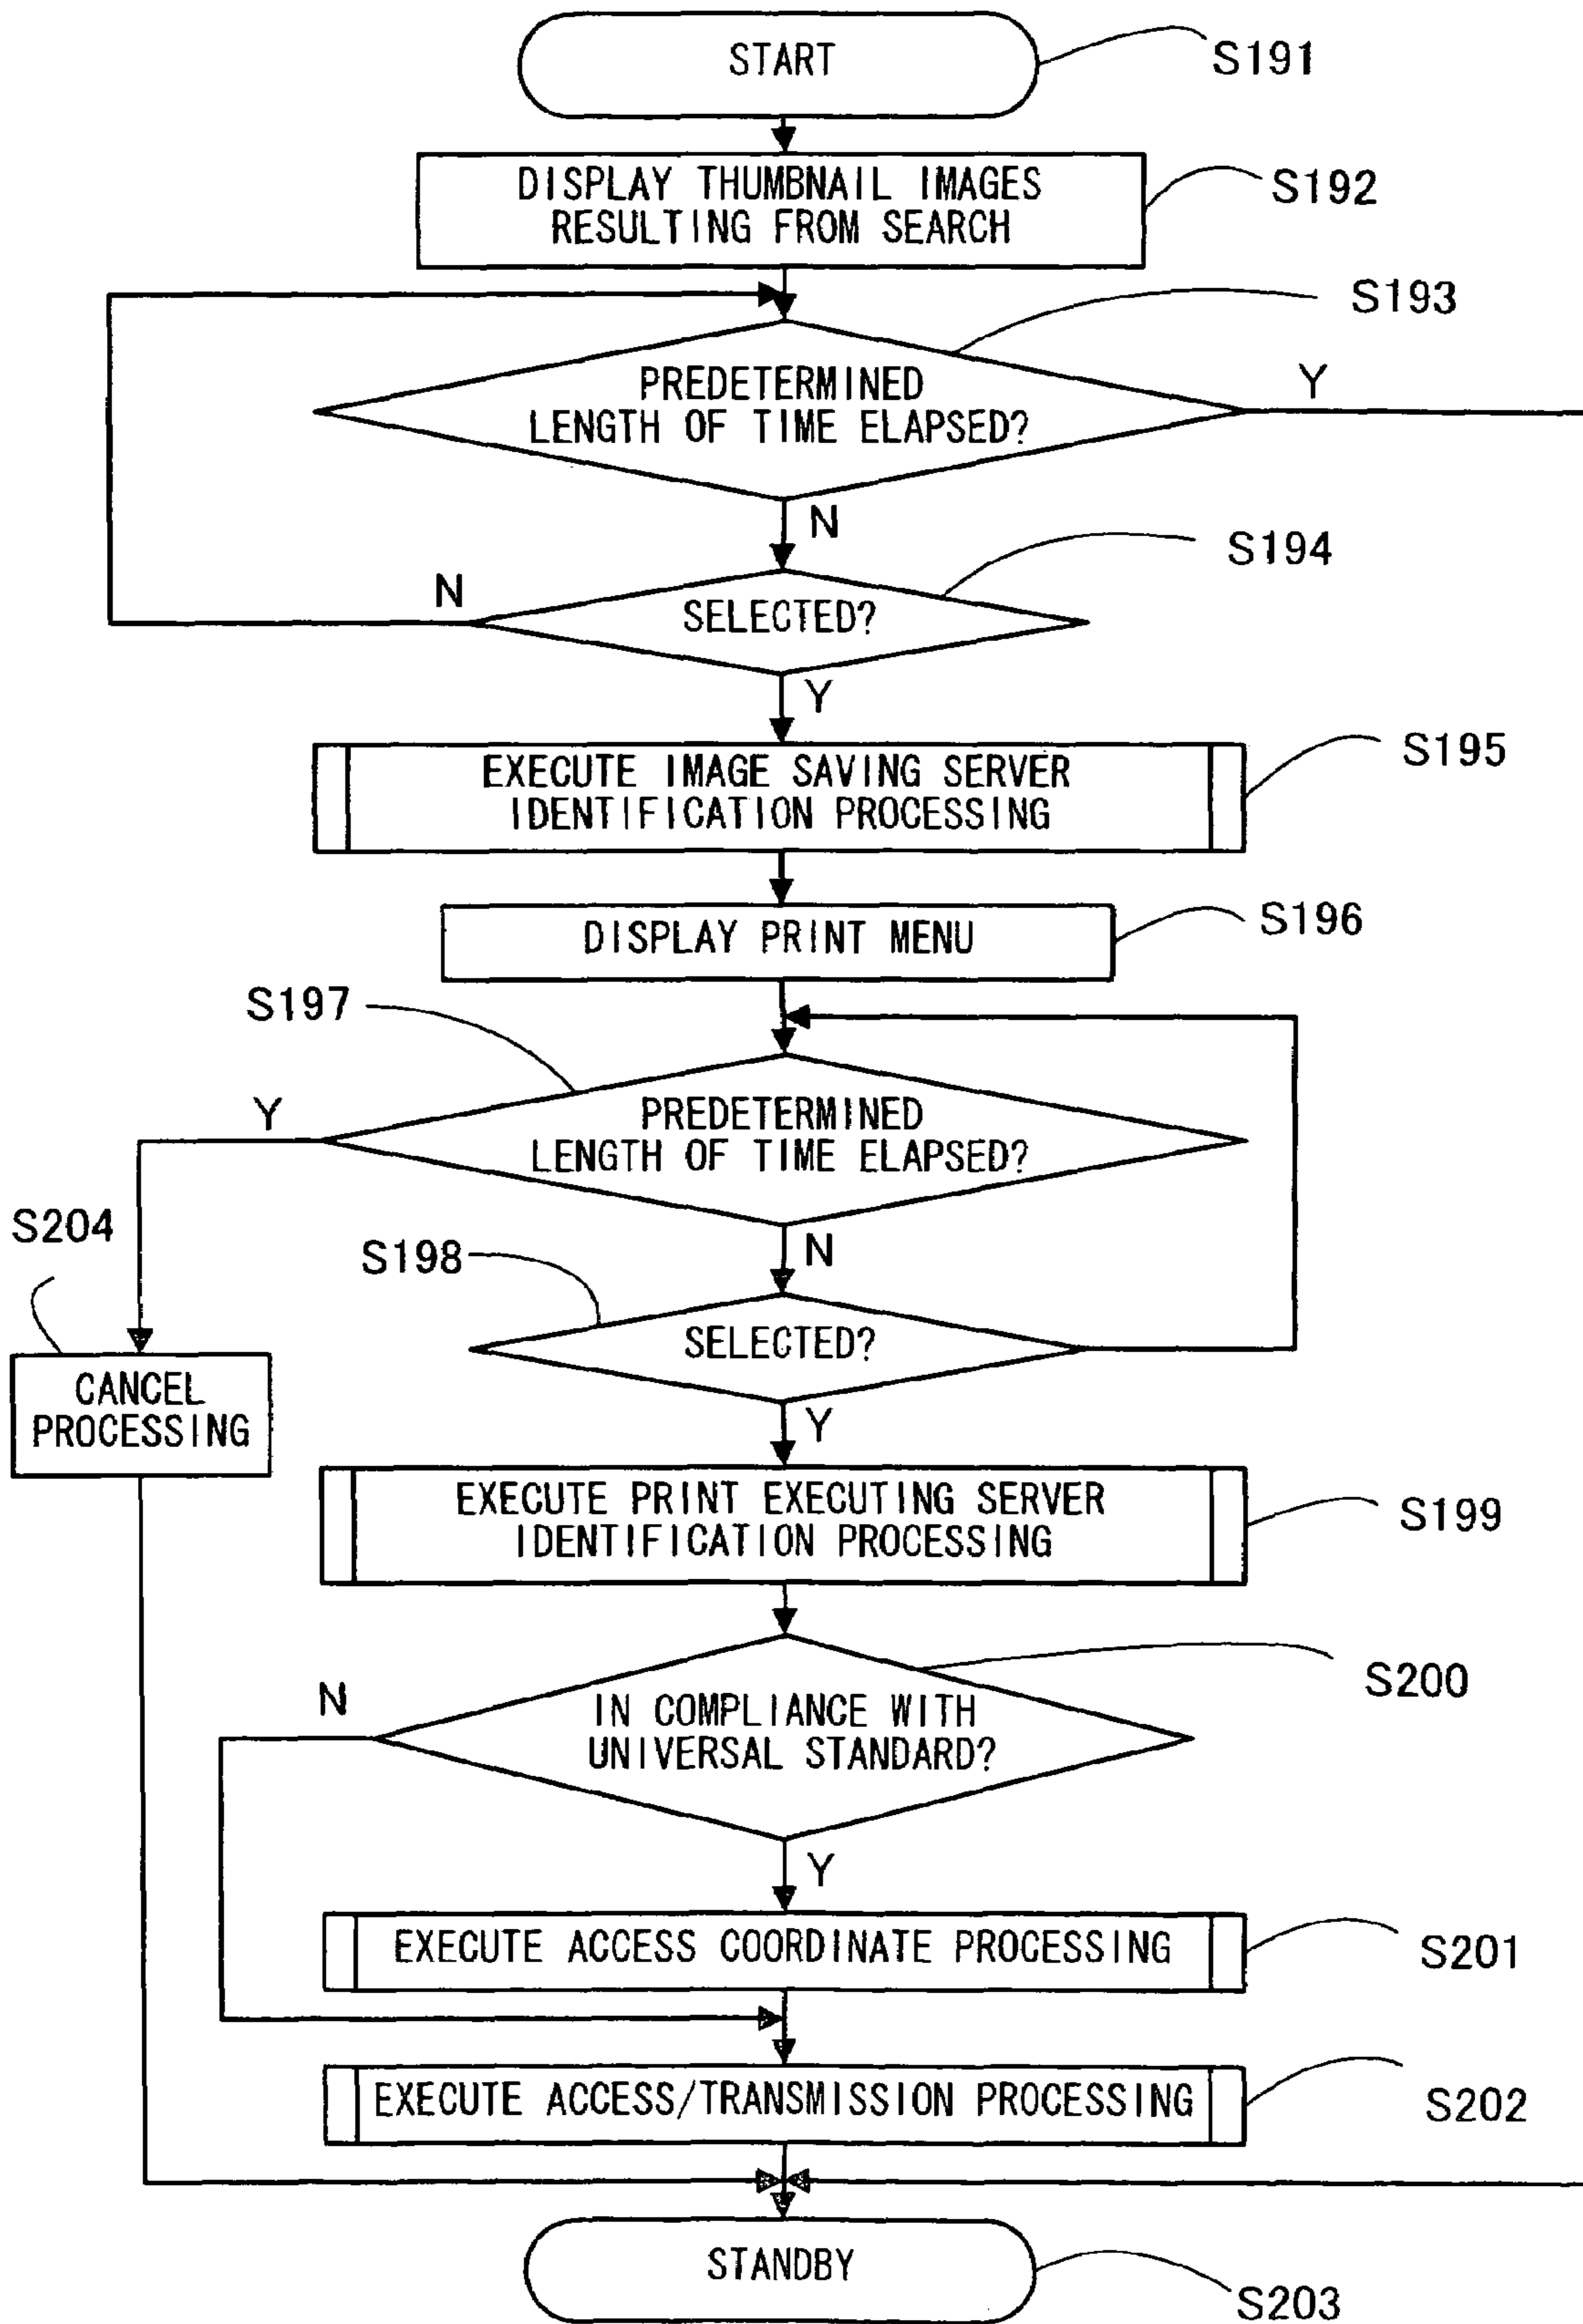 START
S191
DISPLAY THUMBNAIL IMAGES
RESULTING FROM SEARCH
S192
S193
PREDETERMINED
LENGTH OF TIME ELAPSED?
Y
N
S194
N
SELECTED?
Y
EXECUTE IMAGE SAVING SERVER
IDENTIFICATION PROCESSING
S195
DISPLAY PRINT MENU
S196
S197
Y
PREDETERMINED
LENGTH OF TIME ELAPSED?
S204
S198
N
SELECTED?
CANCEL
PROCESSING
Y
EXECUTE PRINT EXECUTING SERVER
IDENTIFICATION PROCESSING
S199
S200
N
IN COMPLIANCE WITH
UNIVERSAL STANDARD?
Y
EXECUTE ACCESS COORDINATE PROCESSING
S201
EXECUTE ACCESS/TRANSMISSION PROCESSING
S202
STANDBY
S203